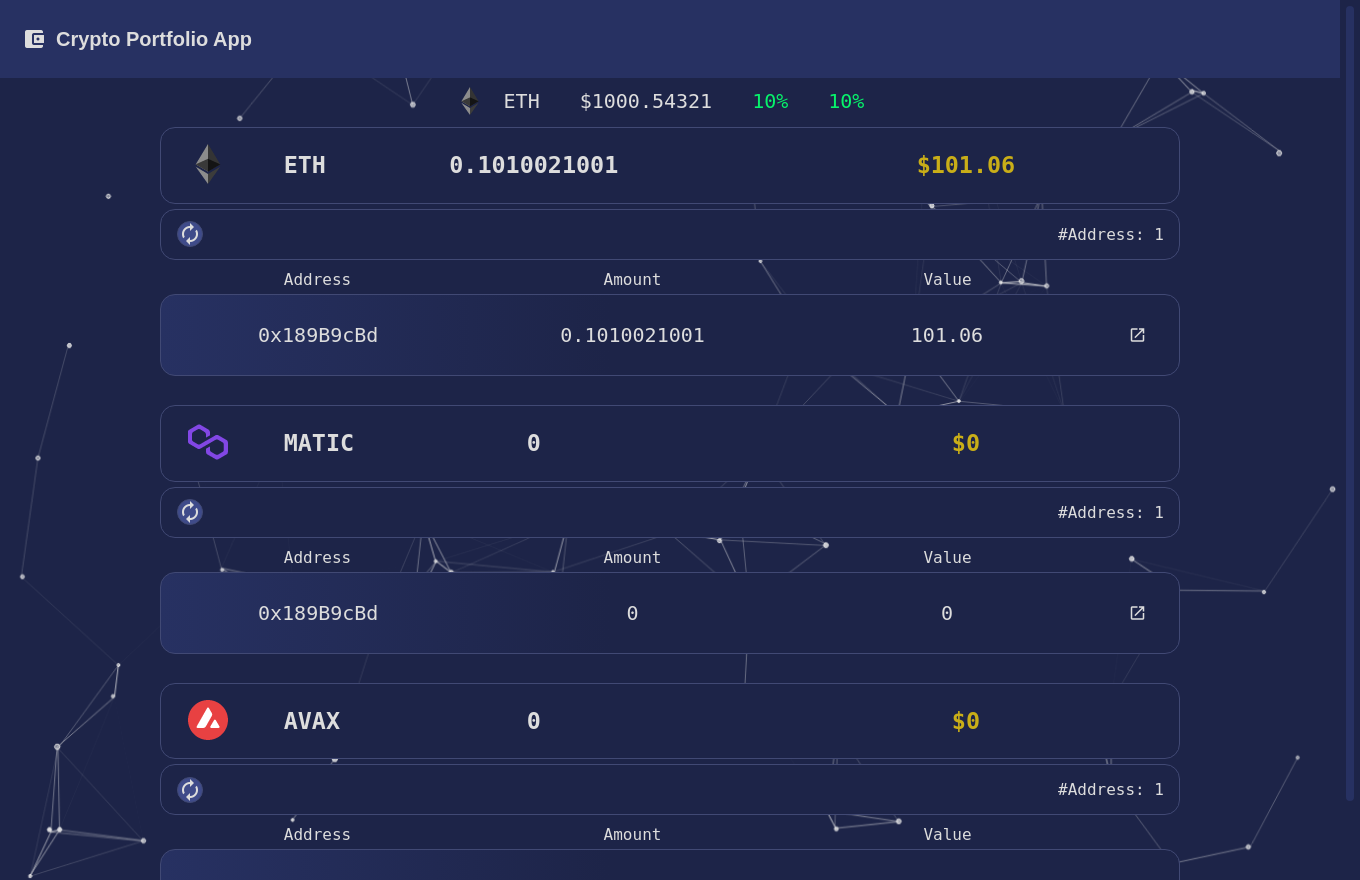 Crypto Portfolio App
ETH $1000.54321 10% 10%
ETH 0.1010021001 $101.06
#Address: 1
Address Amount Value
0x189B9cBd 0.1010021001 101.06
MATIC 0 $0
#Address: 1
Address Amount Value
0x189B9cBd 0 0
AVAX 0 $0
#Address: 1
Address Amount Value